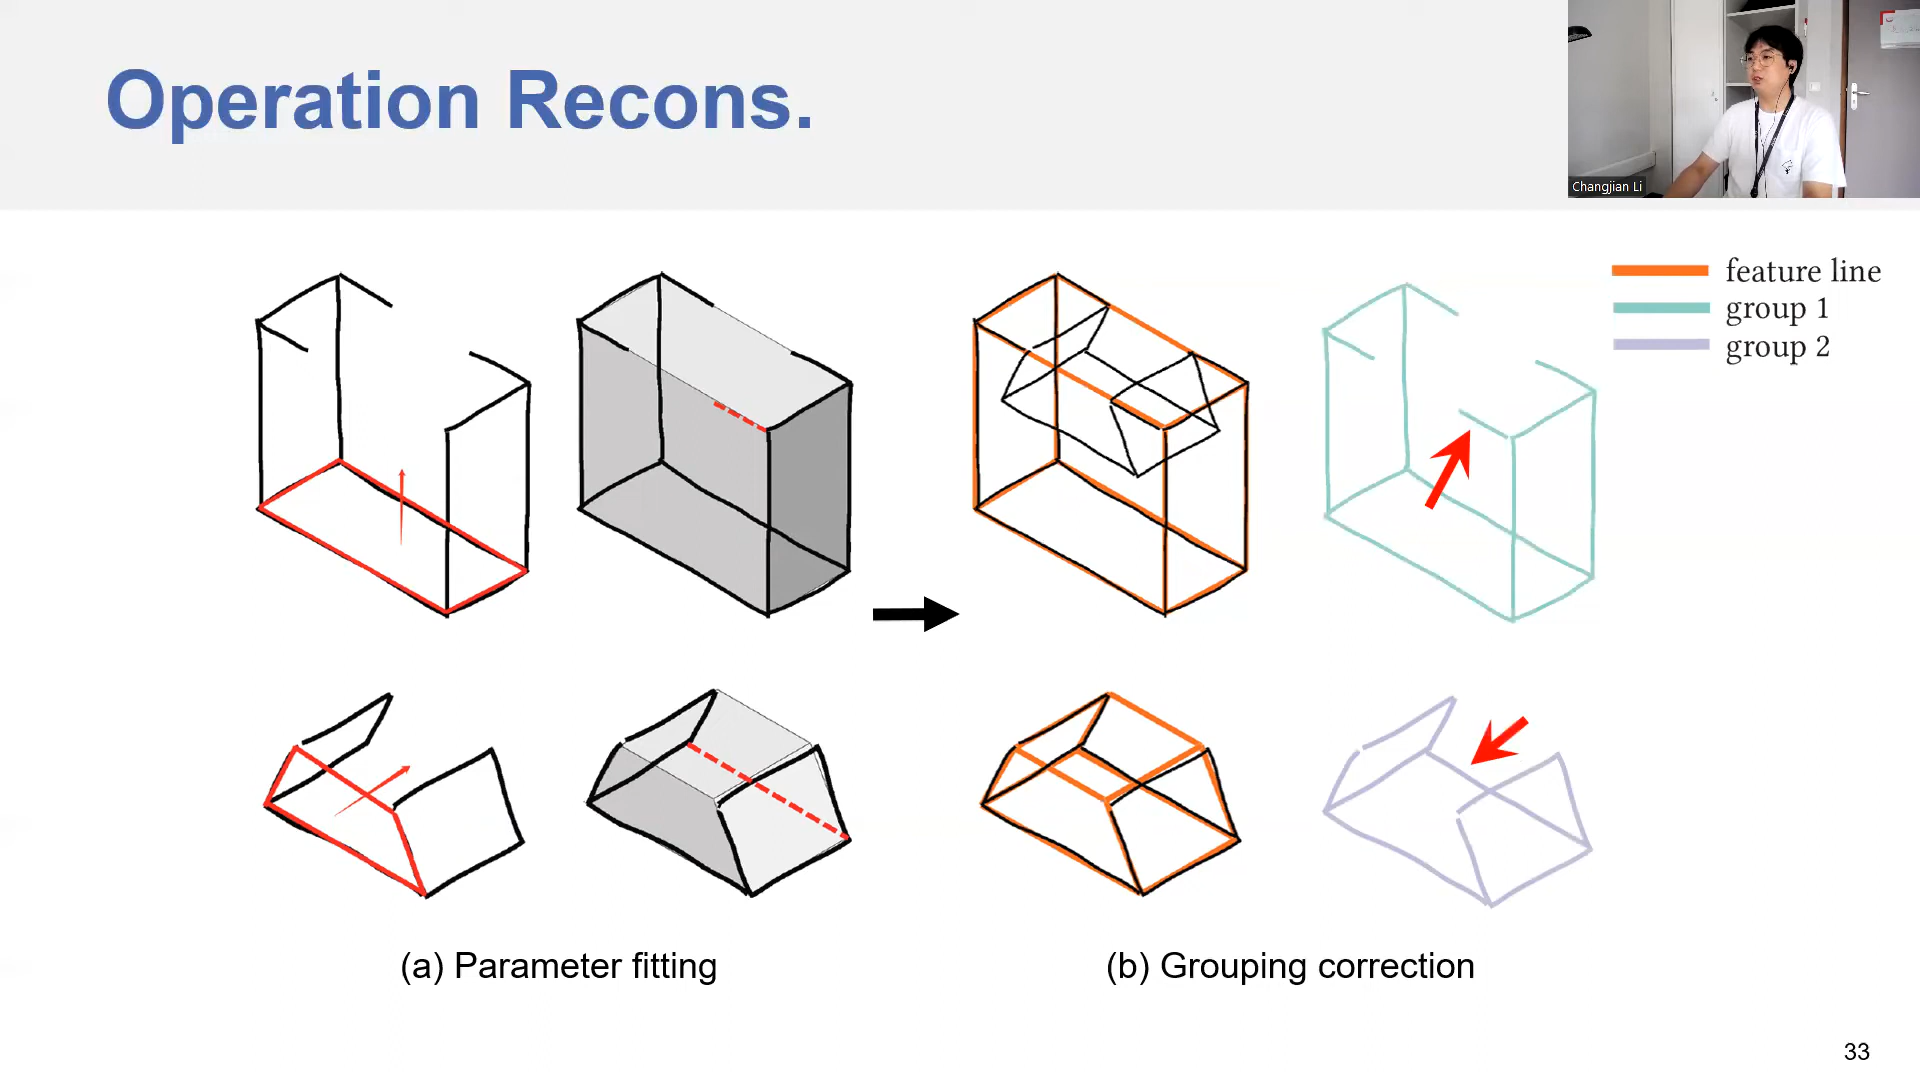 Operation Recons.
Changjian Li
feature line
group 1
group 2
(a) Parameter fitting
(b) Grouping correction
33